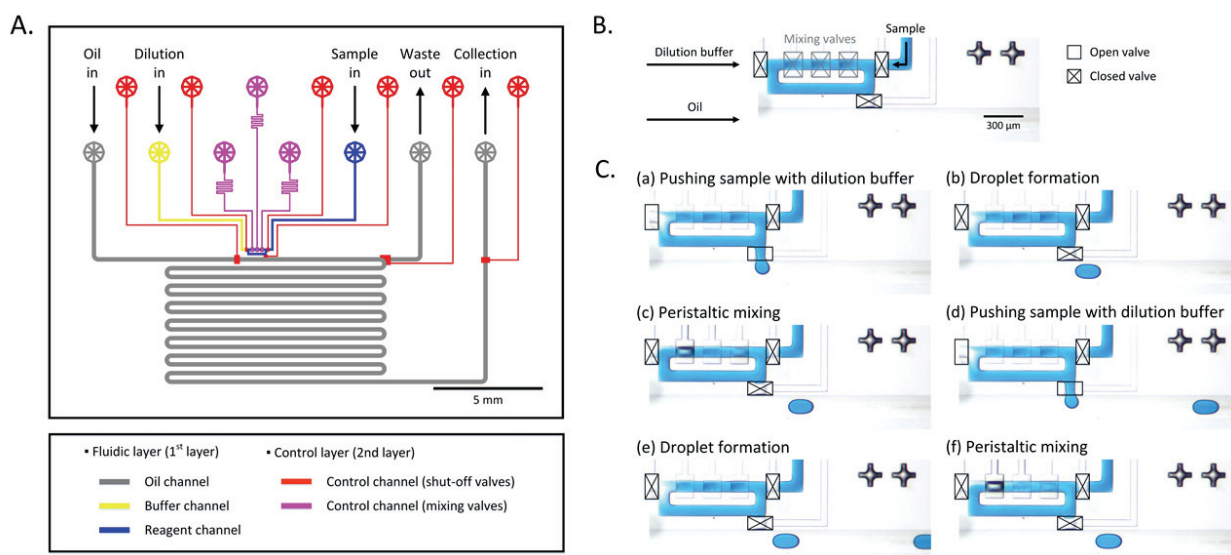 A.
Oil in
Dilution in
Sample in
Waste out
Collection in
5 mm
▪ Fluidic layer (1st layer)
Oil channel
Buffer channel
Reagent channel
▪ Control layer (2nd layer)
Control channel (shut-off valves)
Control channel (mixing valves)
B.
Sample
Mixing valves
Dilution buffer
Oil
300 µm
Open valve
Closed valve
C.
(a) Pushing sample with dilution buffer
(b) Droplet formation
(c) Peristaltic mixing
(d) Pushing sample with dilution buffer
(e) Droplet formation
(f) Peristaltic mixing